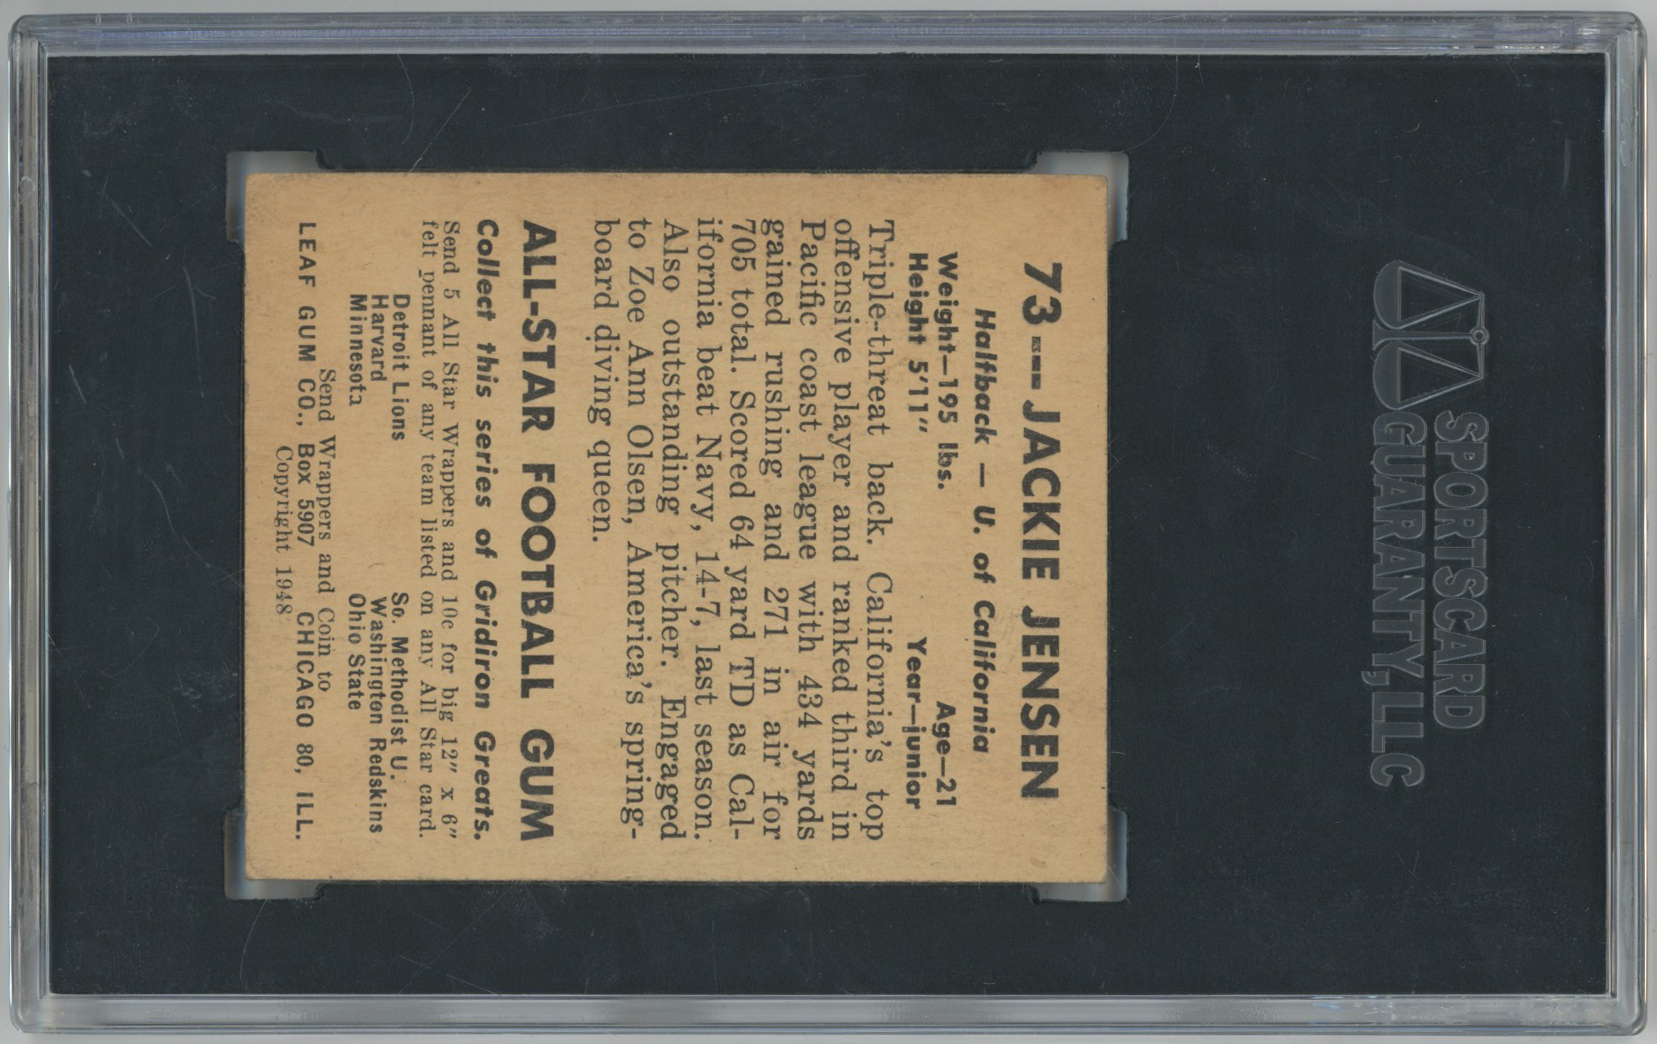 SPORTSCARD
GUARANTY, LLC
73—JACKIE JENSEN
Halfback — U. of California
Weight—195 lbs. Age—21
Height 5'11" Year—junior
Triple-threat back. California's top
offensive player and ranked third in
Pacific coast league with 434 yards
gained rushing and 271 in air for
705 total. Scored 64 yard TD as Cal-
ifornia beat Navy, 14-7, last season.
Also outstanding pitcher. Engaged
to Zoe Ann Olsen, America's spring-
board diving queen.
ALL-STAR FOOTBALL GUM
Collect this series of Gridiron Greats.
Send 5 All Star Wrappers and 10c for big 12" x 6"
felt pennant of any team listed on any All Star card.
Detroit Lions So. Methodist U.
Harvard Washington Redskins
Minnesota Ohio State
Send Wrappers and Coin to
LEAF GUM CO., Box 5907 CHICAGO 80, ILL.
Copyright 1948